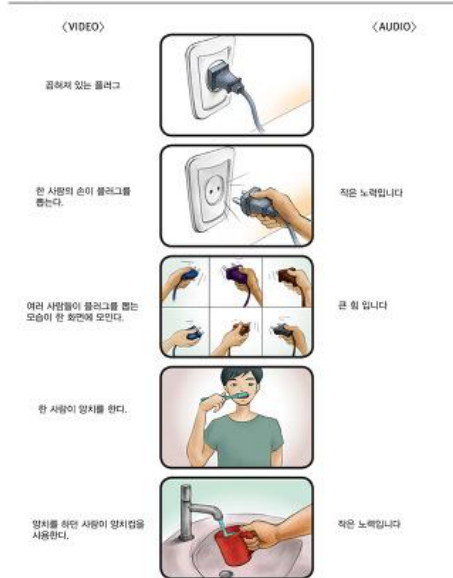 <VIDEO>
<AUDIO>
꼽혀져 있는 플러그
한 사람의 손이 플러그를
뽑는다.
작은 노력입니다
여러 사람들이 플러그를 뽑는
모습이 한 화면에 모인다.
큰 힘 입니다
한 사람이 양치를 한다.
양치를 하던 사람이 양치컵을
사용한다.
작은 노력입니다